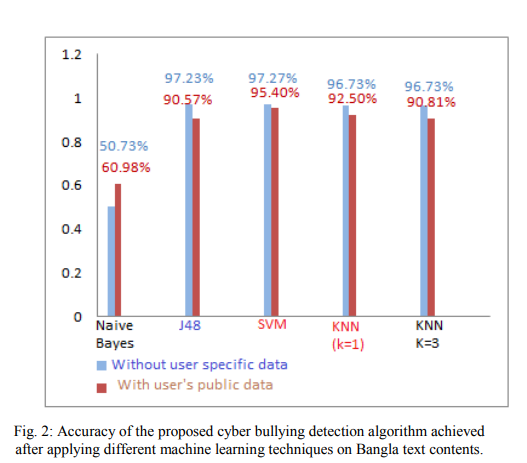 1.2
1
0.8
0.6
0.4
0.2
0
50.73%
60.98%
97.23%
90.57%
97.27%
95.40%
96.73%
92.50%
96.73%
90.81%
Naive
Bayes
J48
SVM
KNN
(k=1)
KNN
K=3
Without user specific data
With user's public data
Fig. 2: Accuracy of the proposed cyber bullying detection algorithm achieved
after applying different machine learning techniques on Bangla text contents.